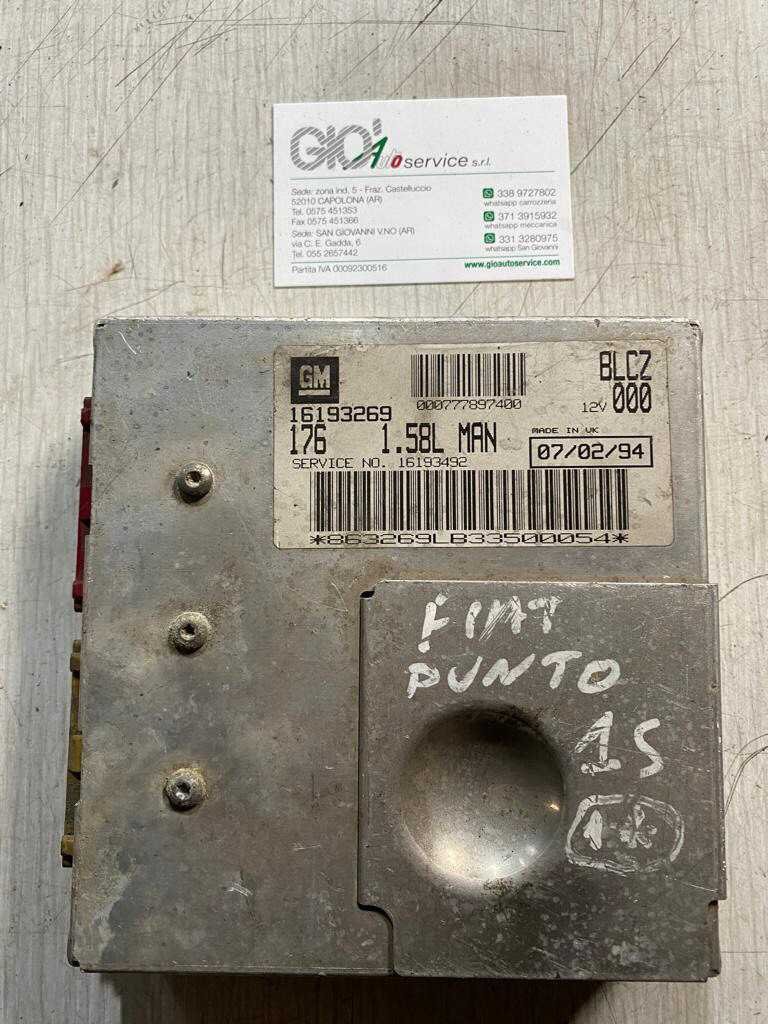 GIO' Auto service s.r.l.
Sede: zona ind. 5 - Fraz. Castelluccio
52010 CAPOLONA (AR)
Tel. 0575 451353
Fax 0575 451366
Sede: SAN GIOVANNI V.NO (AR)
via C. E. Gadda, 6
Tel. 055 2657442
Partita IVA 00092300516
338 9727802
whatsapp carrozzeria
371 3915932
whatsapp meccanica
331 3280975
whatsapp San Giovanni
www.gioautoservice.com
GM
000777897400
BLCZ
16193269
12V 000
176 1.58L MAN
MADE IN UK
SERVICE NO. 16193492
07/02/94
*863269LB33500054*
FIAT
PUNTO
1S